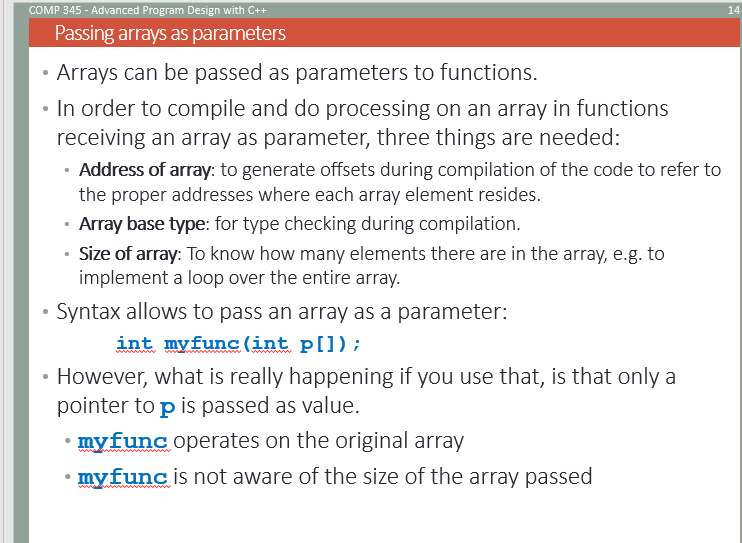 COMP 345 - Advanced Program Design with C++
14
Passing arrays as parameters
• Arrays can be passed as parameters to functions.
• In order to compile and do processing on an array in functions
receiving an array as parameter, three things are needed:
• Address of array: to generate offsets during compilation of the code to refer to
the proper addresses where each array element resides.
• Array base type: for type checking during compilation.
• Size of array: To know how many elements there are in the array, e.g. to
implement a loop over the entire array.
• Syntax allows to pass an array as a parameter:
int myfunc(int p[]);
• However, what is really happening if you use that, is that only a
pointer to p is passed as value.
• myfunc operates on the original array
• myfunc is not aware of the size of the array passed